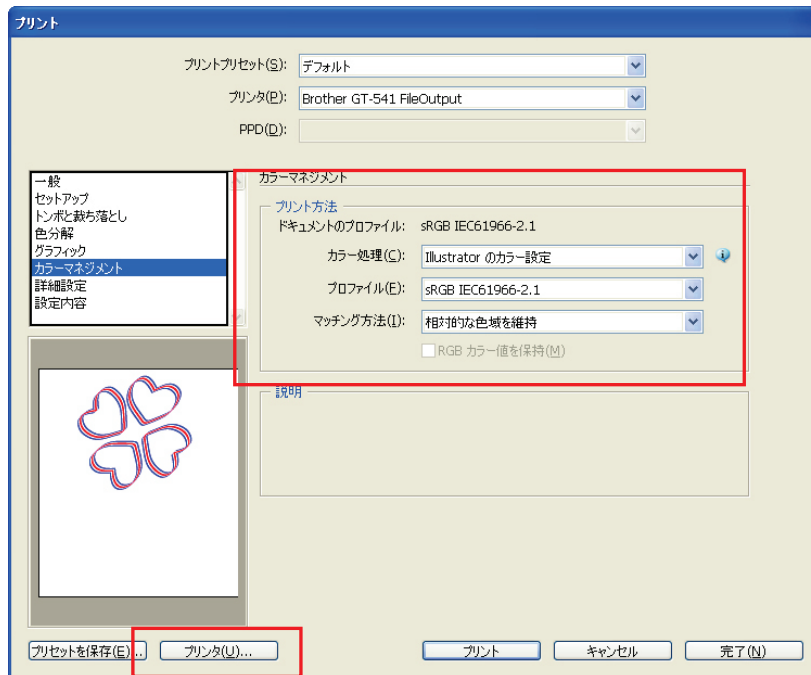 プリント
プリントプリセット(S): デフォルト
プリンタ(P): Brother GT-541 FileOutput
PPD(D):
一般
セットアップ
トンボと裁ち落とし
色分解
グラフィック
カラーマネジメント
詳細設定
設定内容
カラーマネジメント
プリント方法
ドキュメントのプロファイル: sRGB IEC61966-2.1
カラー処理(C): Illustrator のカラー設定
プロファイル(F): sRGB IEC61966-2.1
マッチング方法(I): 相対的な色域を維持
RGB カラー値を保持(M)
説明
プリセットを保存(E)... プリンタ(U)... プリント キャンセル 完了(N)